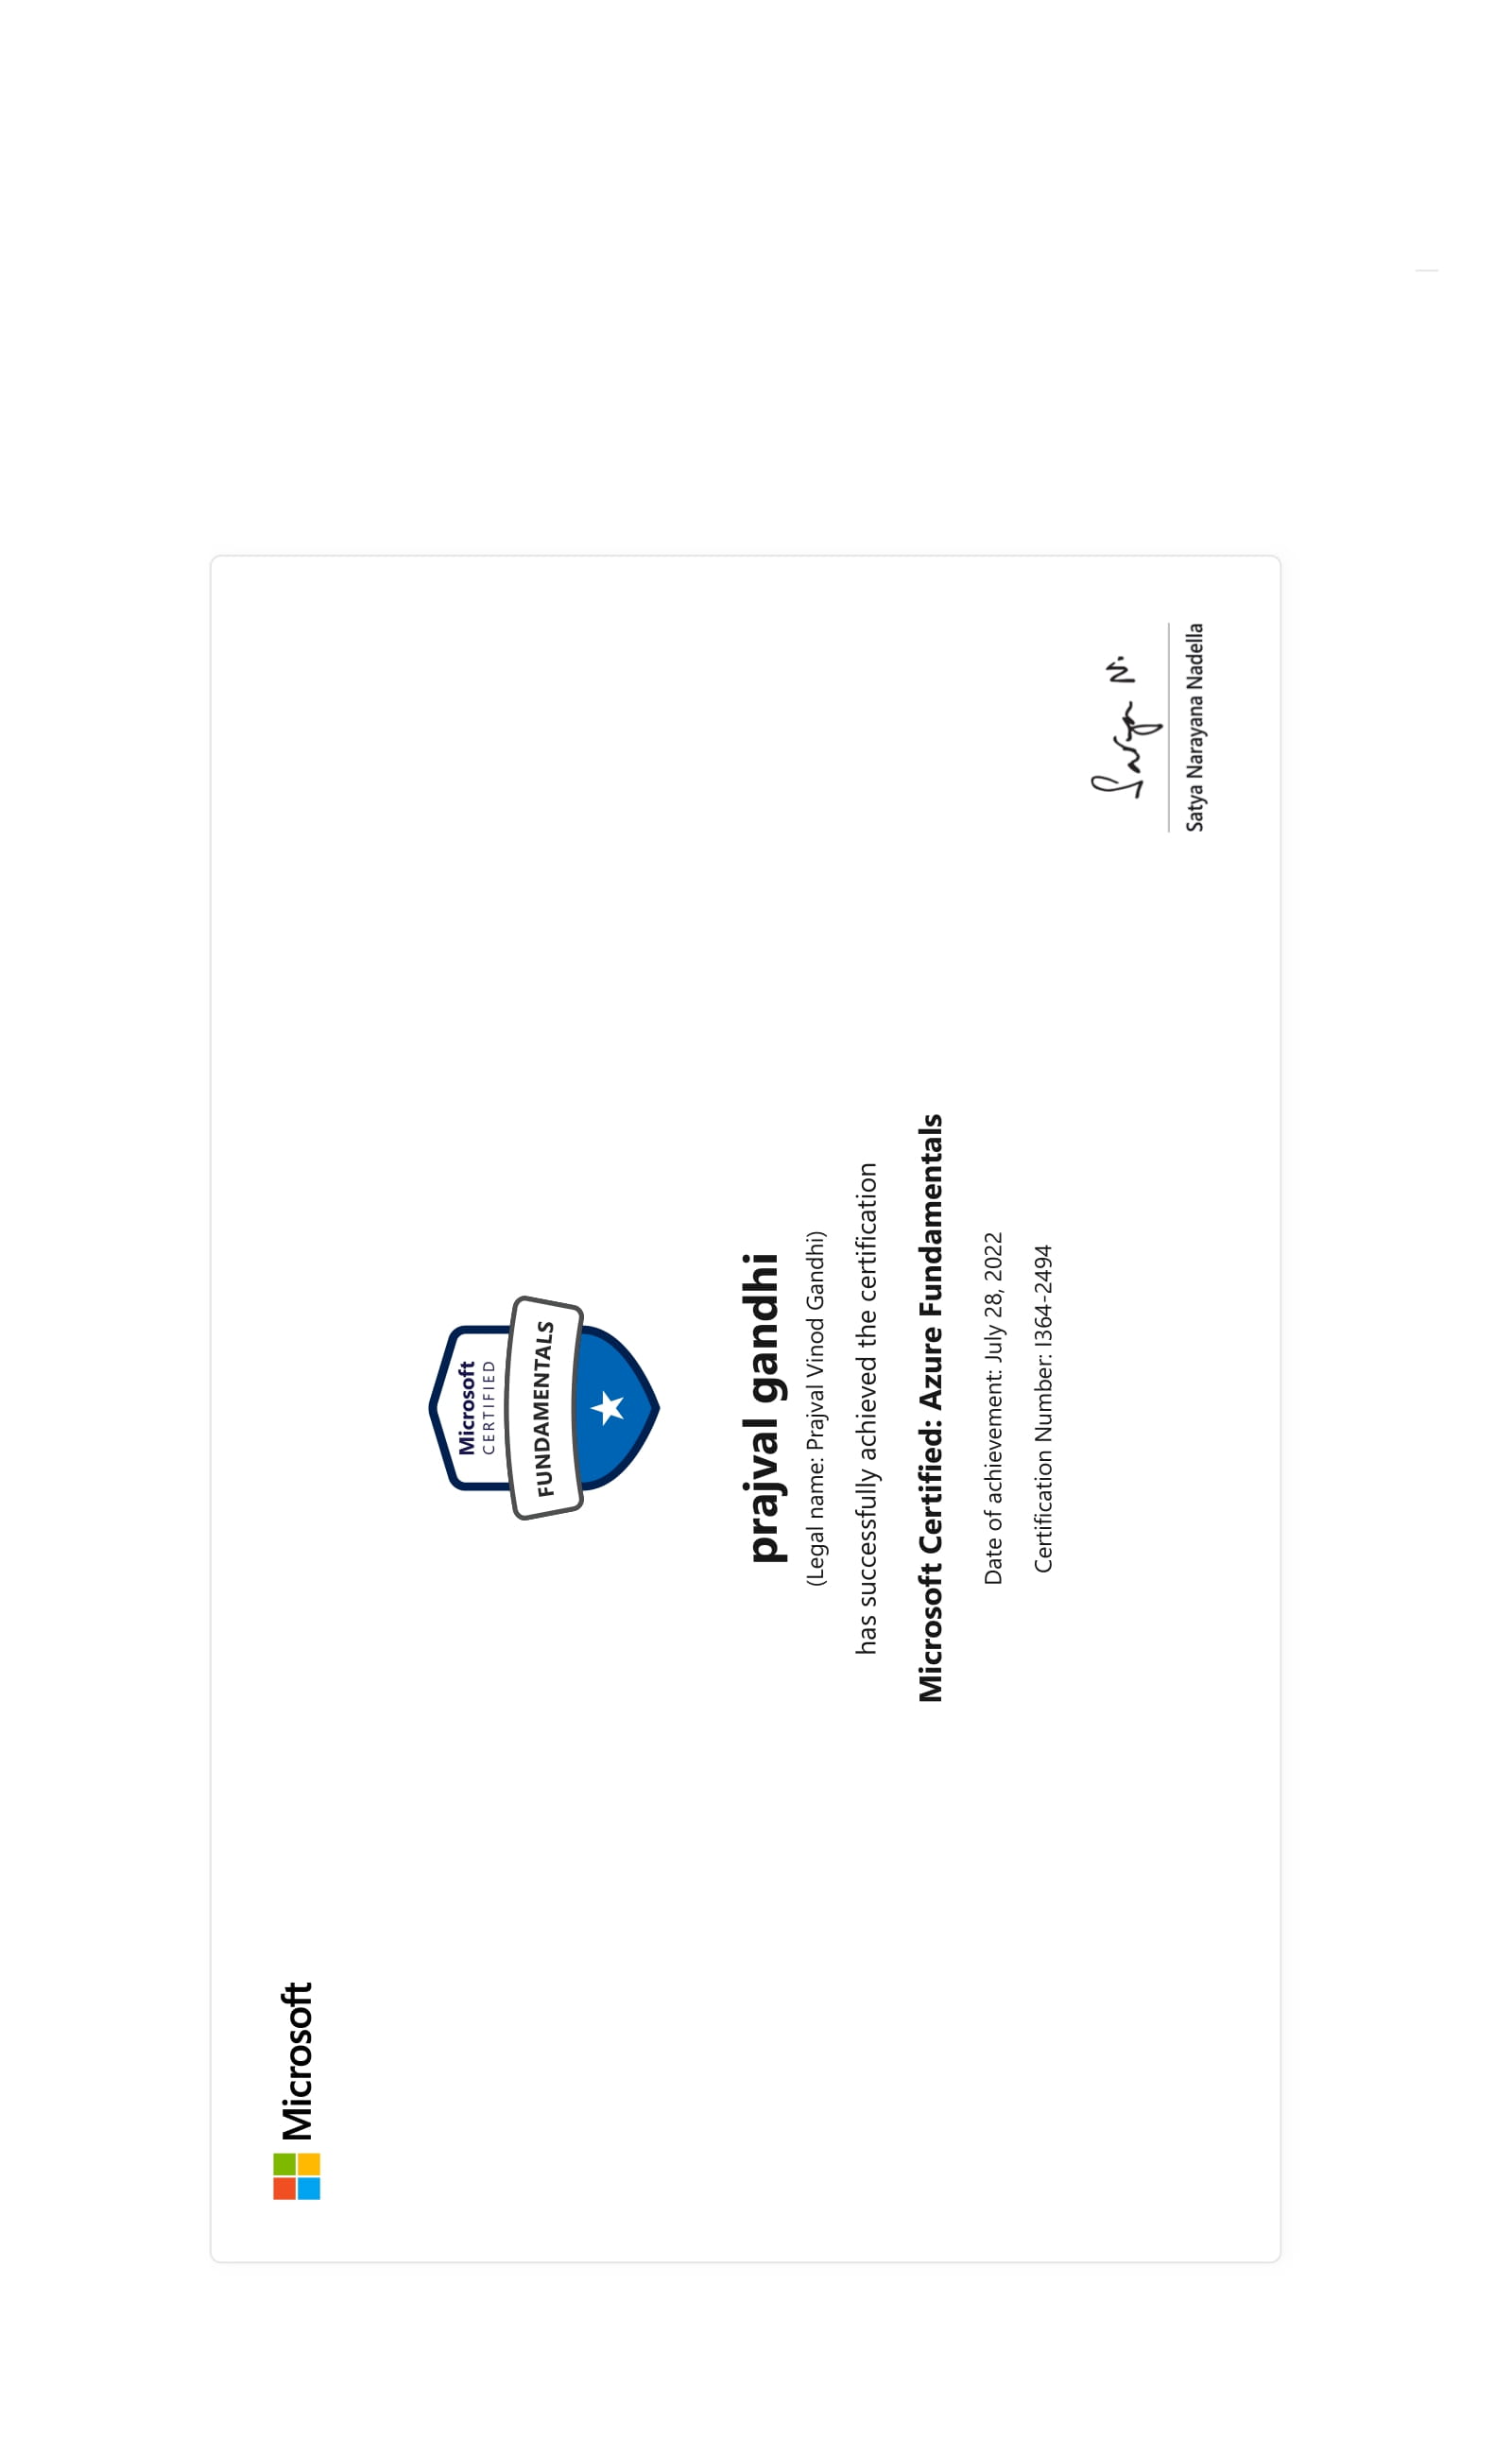 Microsoft
Microsoft
CERTIFIED
FUNDAMENTALS
prajval gandhi
(Legal name: Prajval Vinod Gandhi)
has successfully achieved the certification
Microsoft Certified: Azure Fundamentals
Date of achievement: July 28, 2022
Certification Number: I364-2494
Satya N.
Satya Narayana Nadella